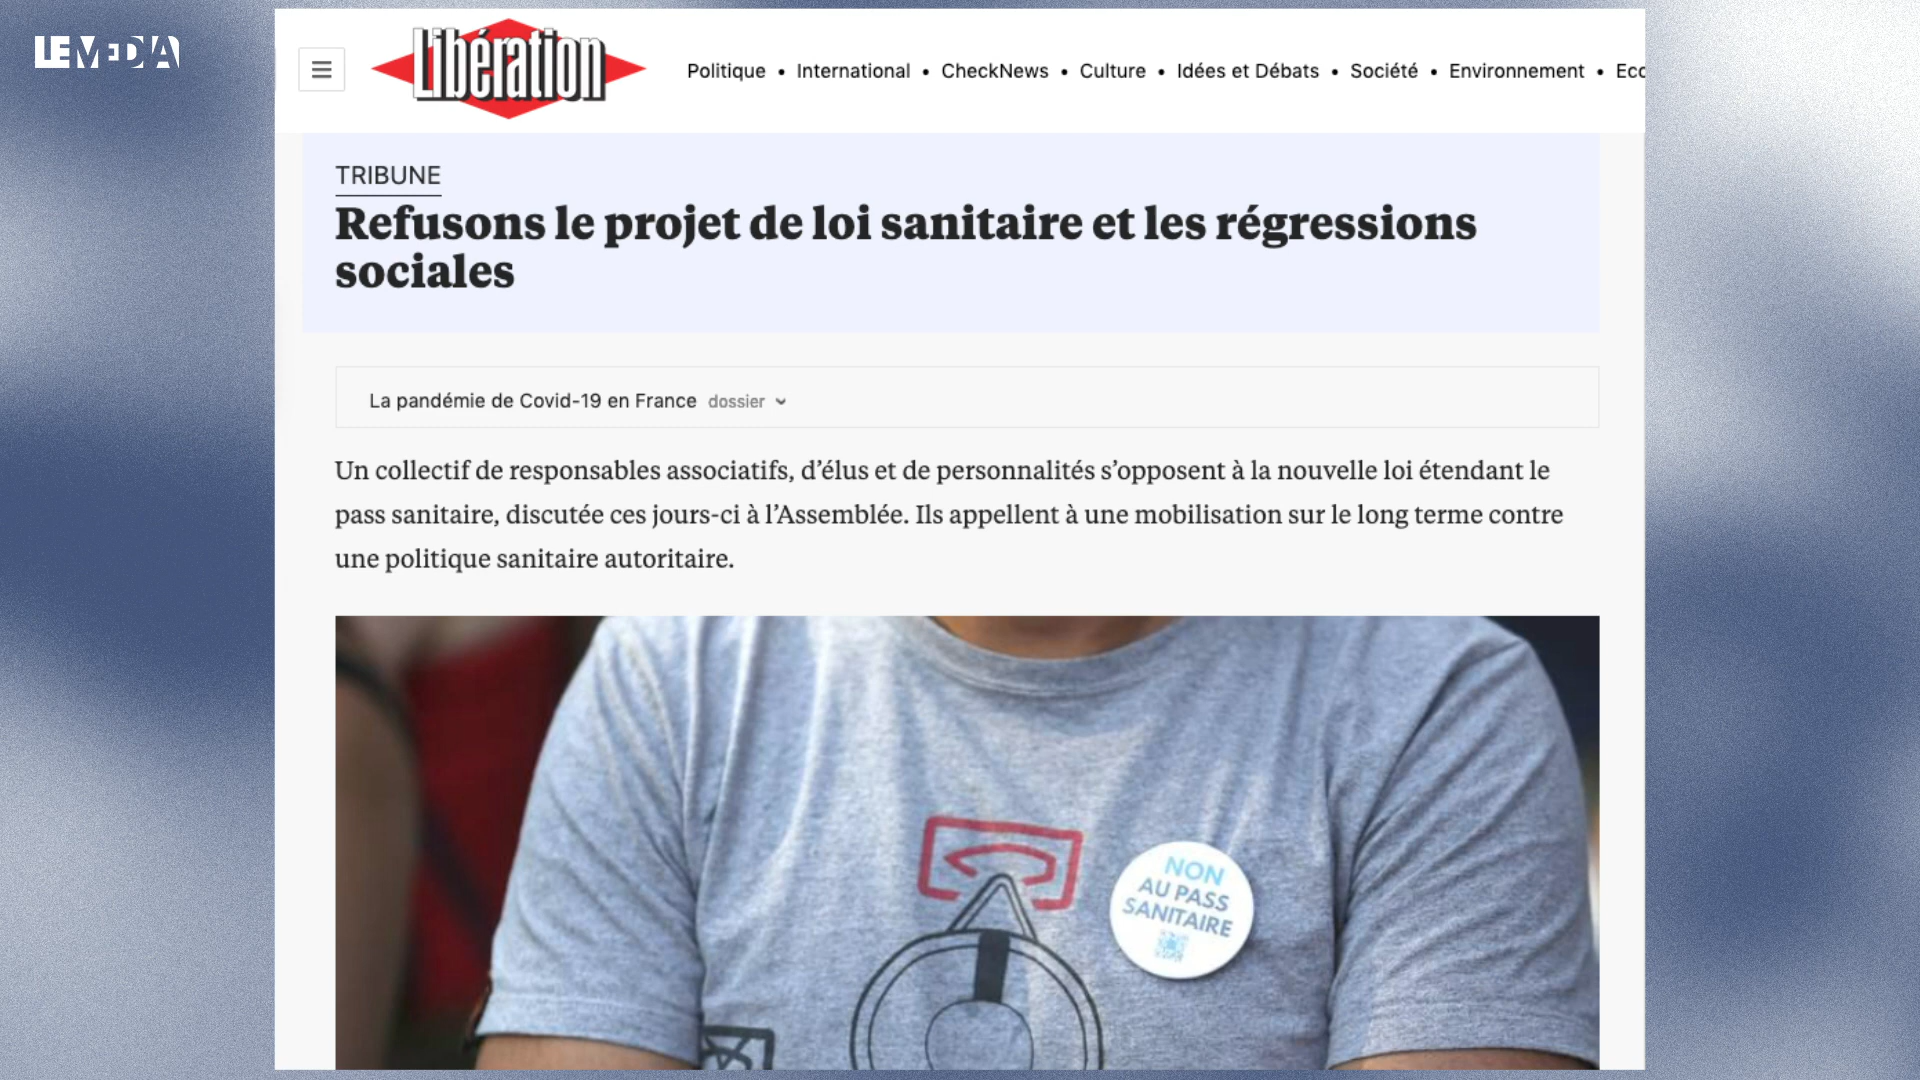 LEMEDIA
Libération
Politique • International • CheckNews • Culture • Idées et Débats • Société • Environnement • Eco
TRIBUNE
Refusons le projet de loi sanitaire et les régressions
sociales
La pandémie de Covid-19 en France dossier
Un collectif de responsables associatifs, d’élus et de personnalités s’opposent à la nouvelle loi étendant le
pass sanitaire, discutée ces jours-ci à l’Assemblée. Ils appellent à une mobilisation sur le long terme contre
une politique sanitaire autoritaire.
NON
AU PASS
SANITAIRE